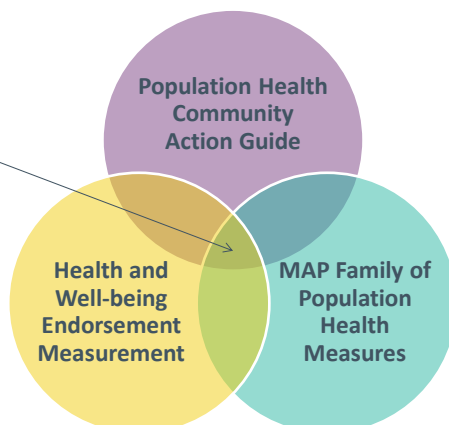 Population Health
Community
Action Guide
Health and
Well-being
Endorsement
Measurement
MAP Family of
Population
Health
Measures